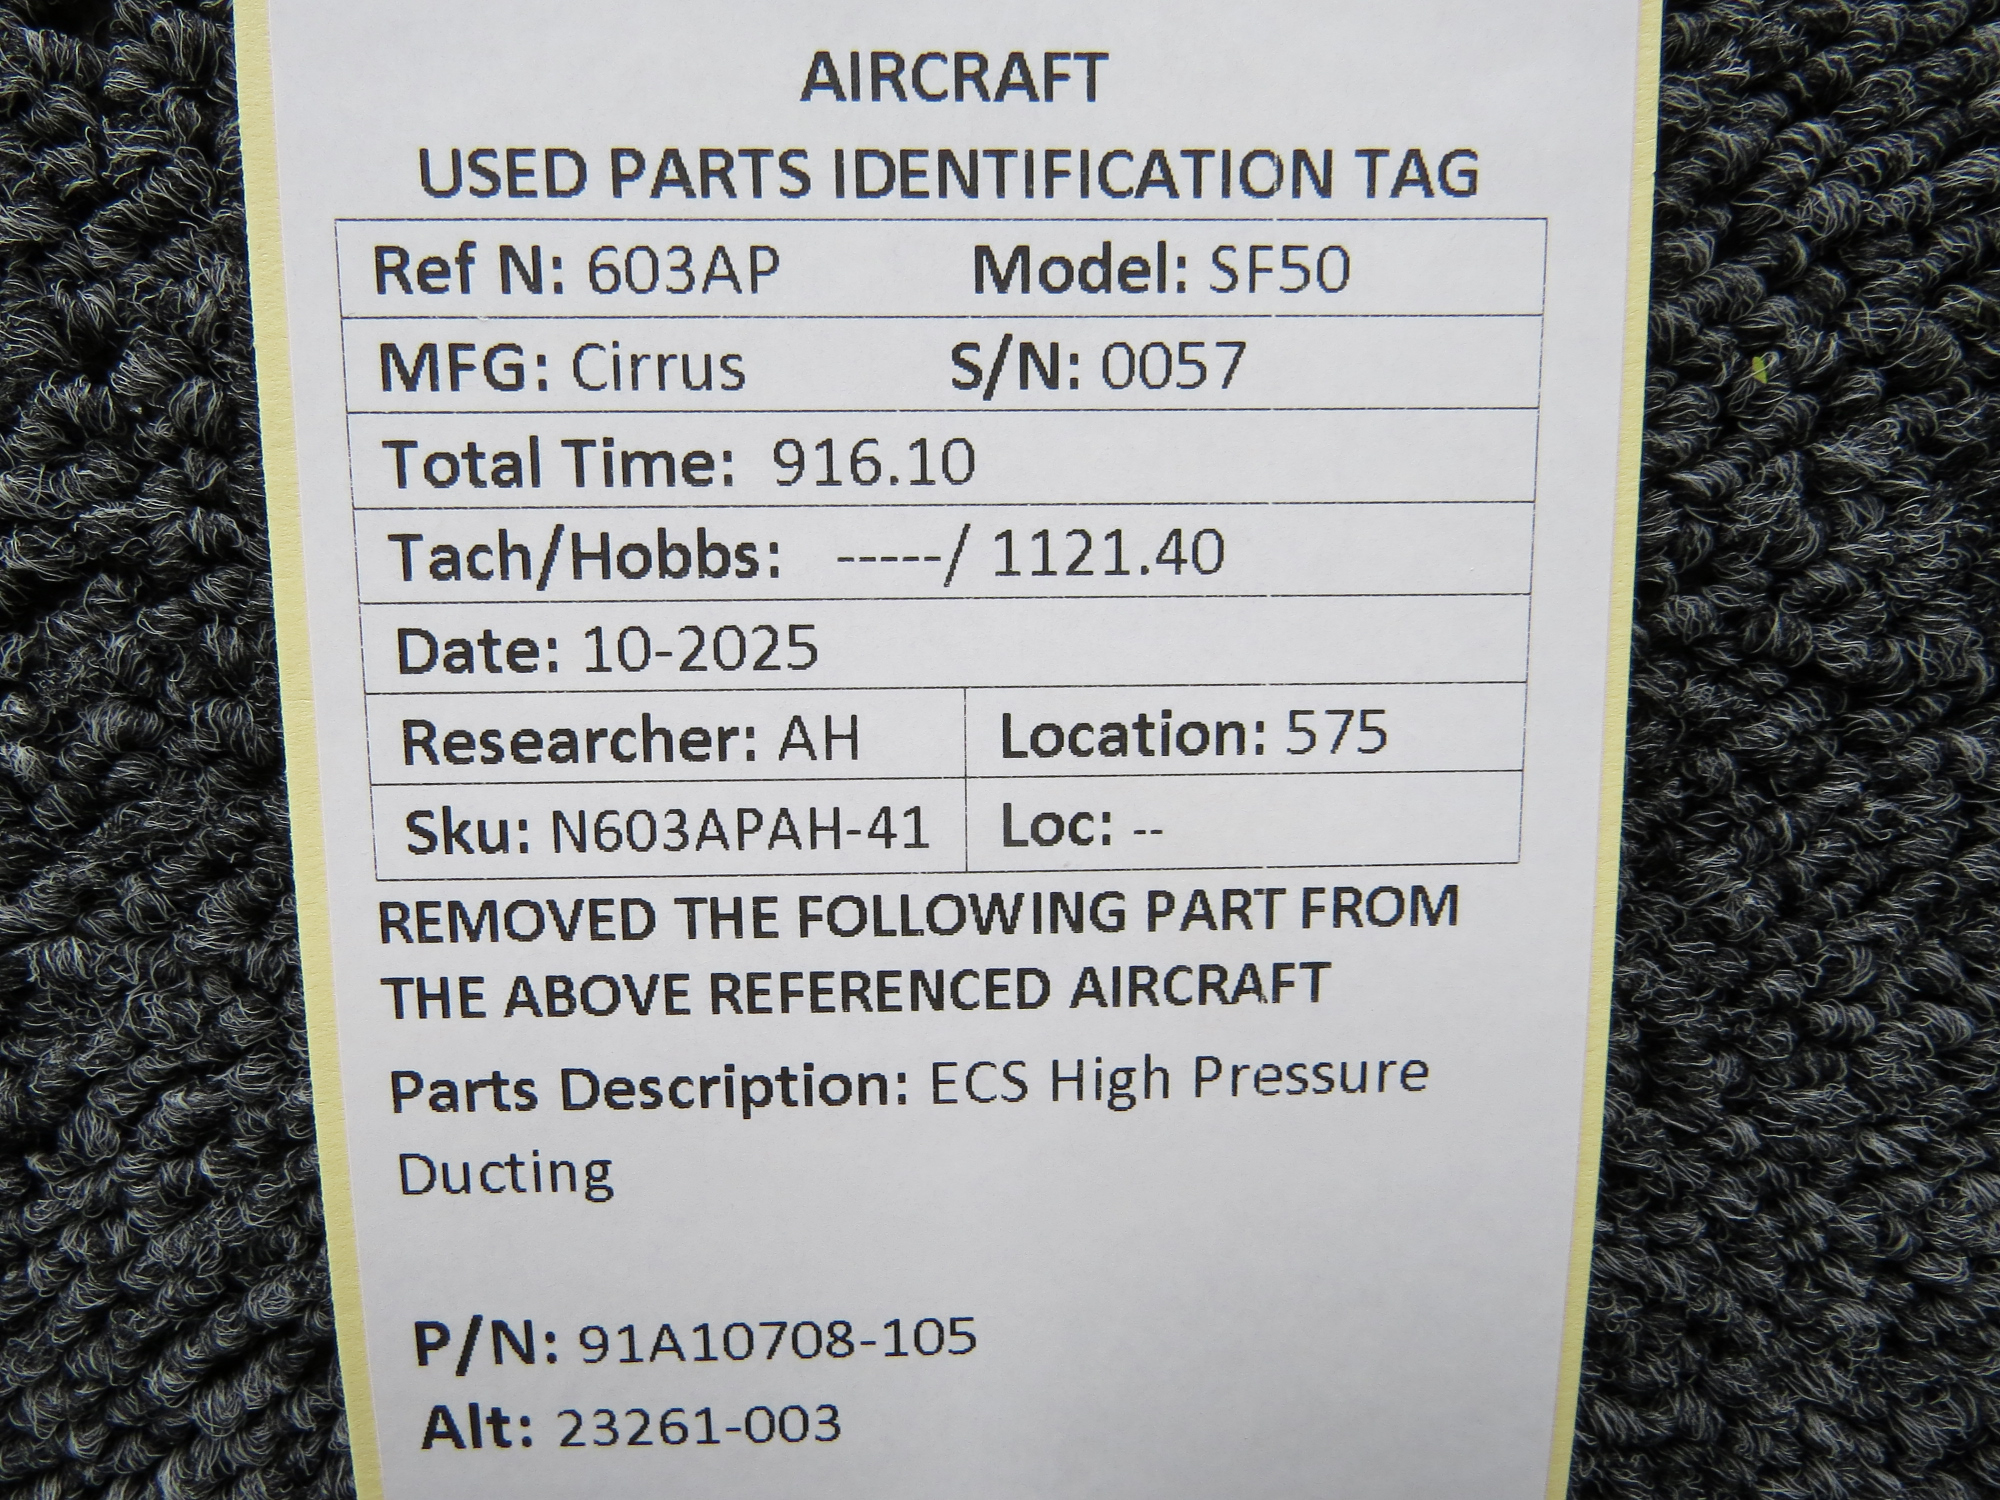 AIRCRAFT
USED PARTS IDENTIFICATION TAG
Ref N: 603AP Model: SF50
MFG: Cirrus S/N: 0057
Total Time: 916.10
Tach/Hobbs: -----/ 1121.40
Date: 10-2025
Researcher: AH Location: 575
Sku: N603APAH-41 Loc: --
REMOVED THE FOLLOWING PART FROM
THE ABOVE REFERENCED AIRCRAFT
Parts Description: ECS High Pressure
Ducting
P/N: 91A10708-105
Alt: 23261-003